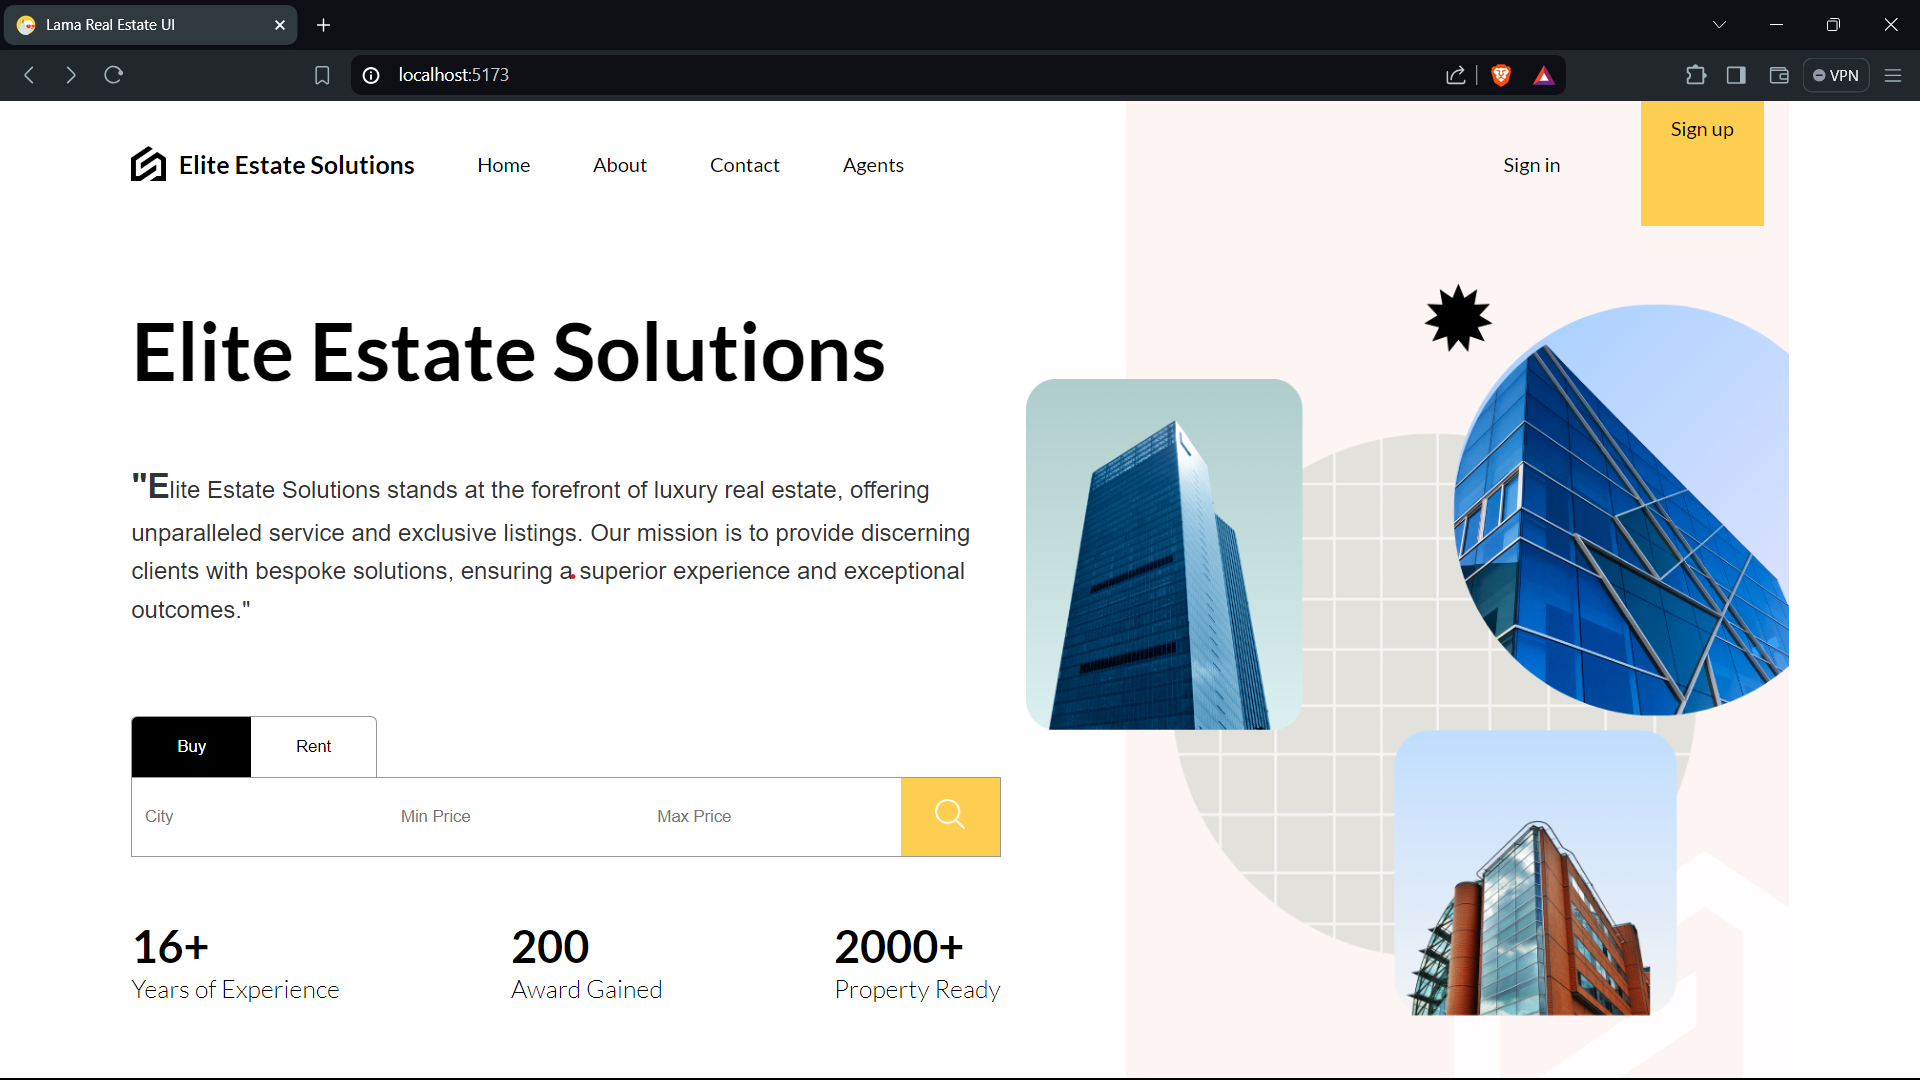 Lama Real Estate UI
localhost:5173
VPN
Elite Estate Solutions
Home
About
Contact
Agents
Sign in
Sign up
Elite Estate Solutions
"Elite Estate Solutions stands at the forefront of luxury real estate, offering
unparalleled service and exclusive listings. Our mission is to provide discerning
clients with bespoke solutions, ensuring a superior experience and exceptional
outcomes."
Buy
Rent
City
Min Price
Max Price
16+
Years of Experience
200
Award Gained
2000+
Property Ready